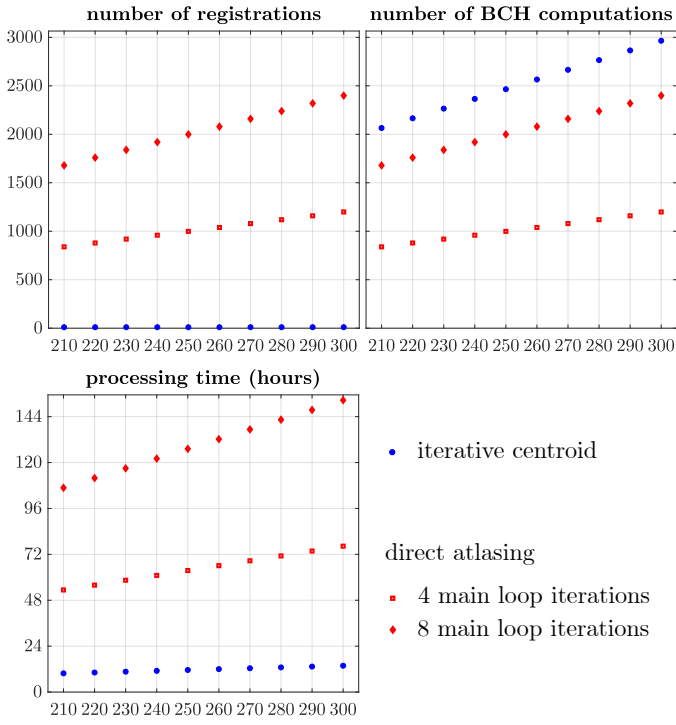 number of registrations
number of BCH computations
3000
2500
2000
1500
1000
500
0
210 220 230 240 250 260 270 280 290 300
210 220 230 240 250 260 270 280 290 300
processing time (hours)
144
120
96
72
48
24
0
210 220 230 240 250 260 270 280 290 300
iterative centroid
direct atlasing
4 main loop iterations
8 main loop iterations